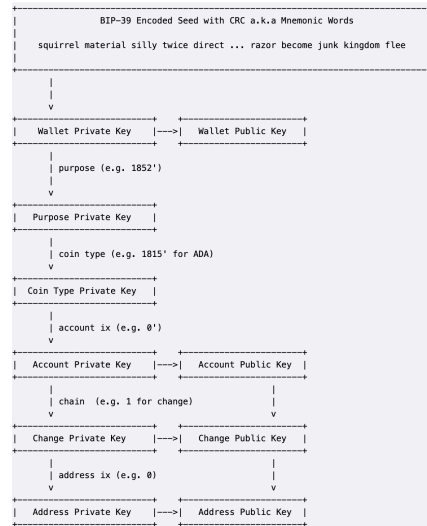 BIP-39 Encoded Seed with CRC a.k.a Mnemonic Words
squirrel material silly twice direct ... razor become junk kingdom flee
Wallet Private Key |--->| Wallet Public Key
purpose (e.g. 1852')
Purpose Private Key
coin type (e.g. 1815' for ADA)
Coin Type Private Key
account ix (e.g. 0')
Account Private Key |--->| Account Public Key
chain (e.g. 1 for change)
Change Private Key |--->| Change Public Key
address ix (e.g. 0)
Address Private Key |--->| Address Public Key